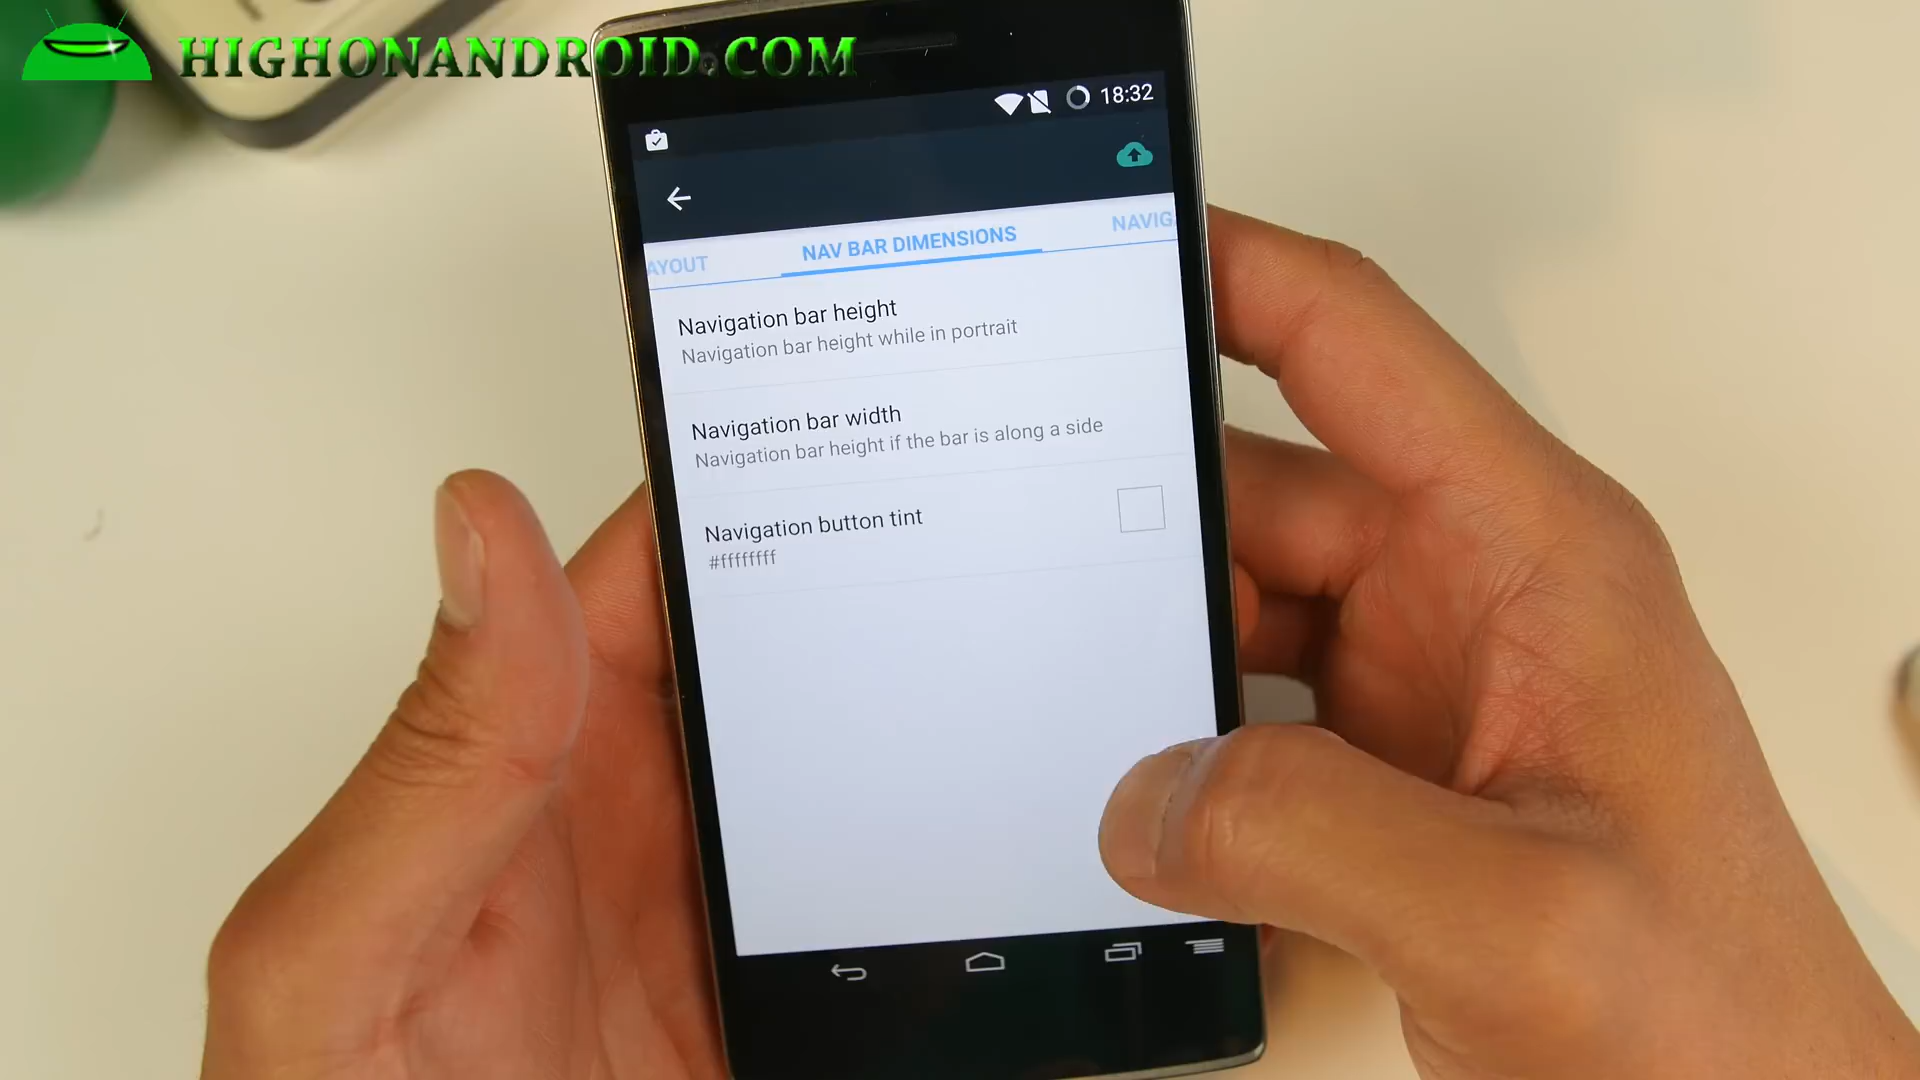 HIGHONANDROID.COM
18:32
AYOUT
NAV BAR DIMENSIONS
NAVIG
Navigation bar height
Navigation bar height while in portrait
Navigation bar width
Navigation bar height if the bar is along a side
Navigation button tint
#ffffffff